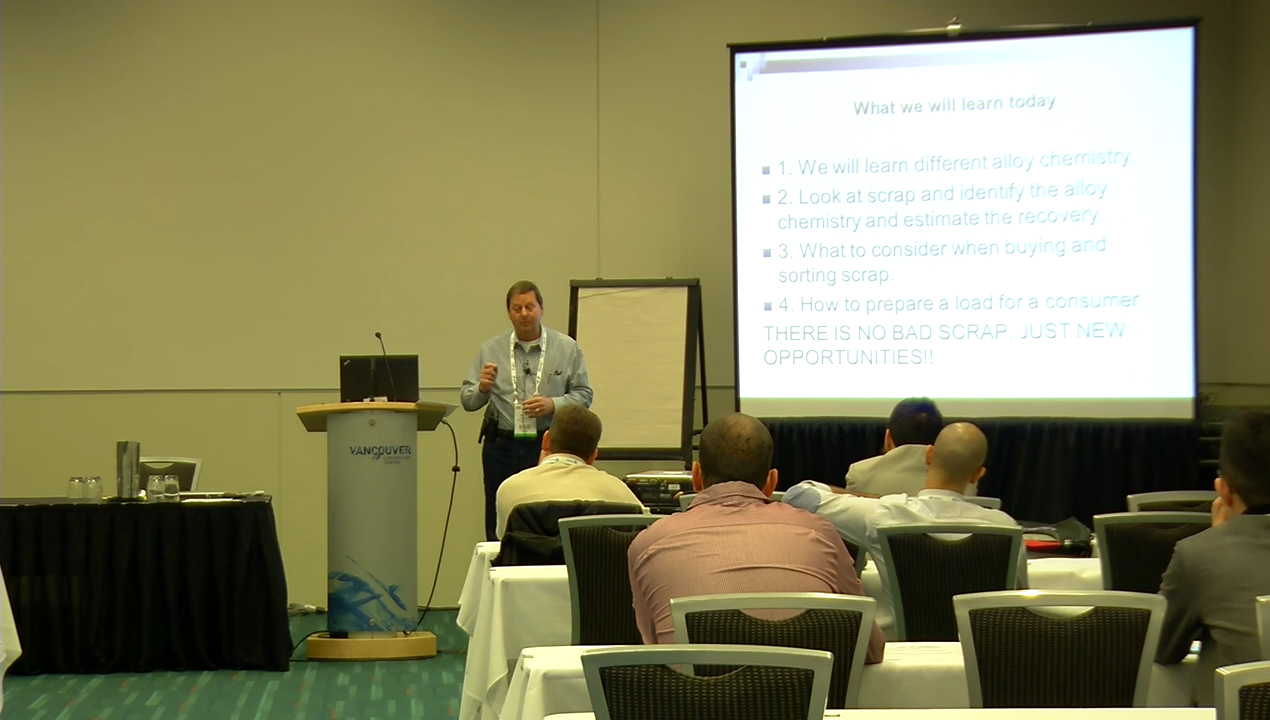 What we will learn today
1. We will learn different alloy chemistry.
2. Look at scrap and identify the alloy
chemistry and estimate the recovery.
3. What to consider when buying and
sorting scrap.
4. How to prepare a load for a consumer
THERE IS NO BAD SCRAP, JUST NEW
OPPORTUNITIES!!
VANCOUVER
CONVENTION
CENTRE